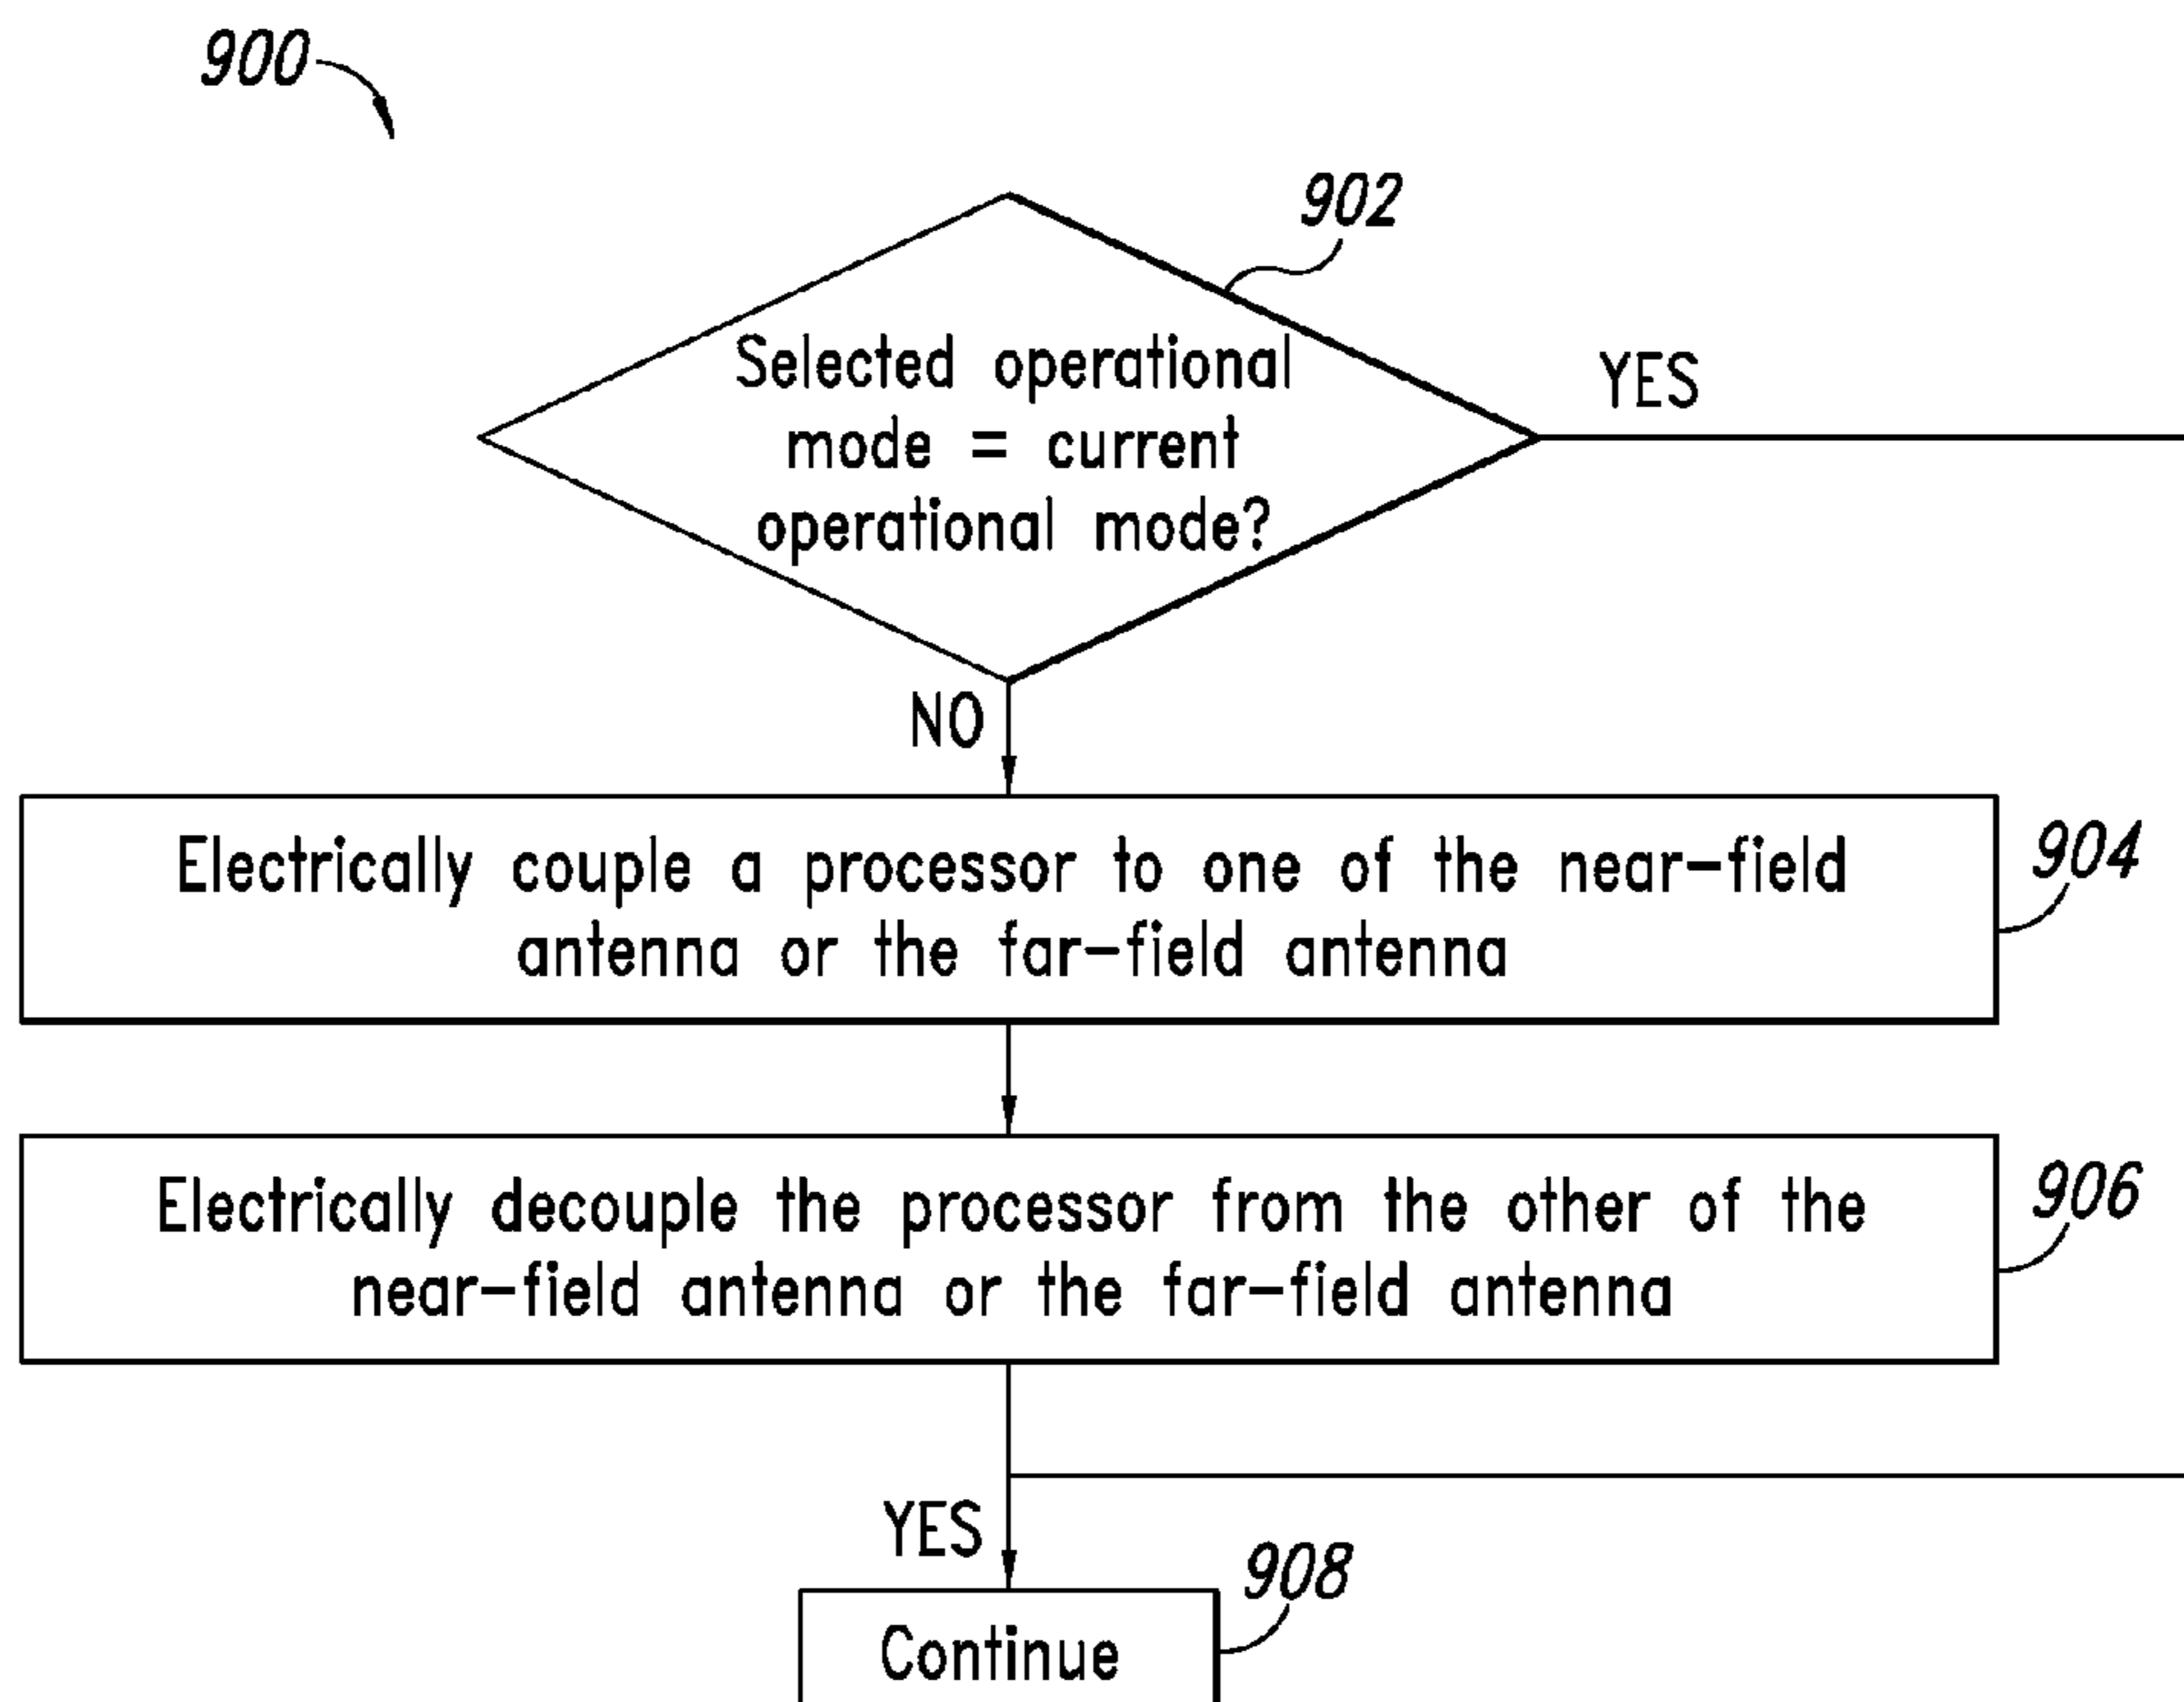 900
902
Selected operational
mode = current
operational mode?
YES
NO
Electrically couple a processor to one of the near-field
antenna or the far-field antenna
904
Electrically decouple the processor from the other of the
near-field antenna or the far-field antenna
906
YES
908
Continue